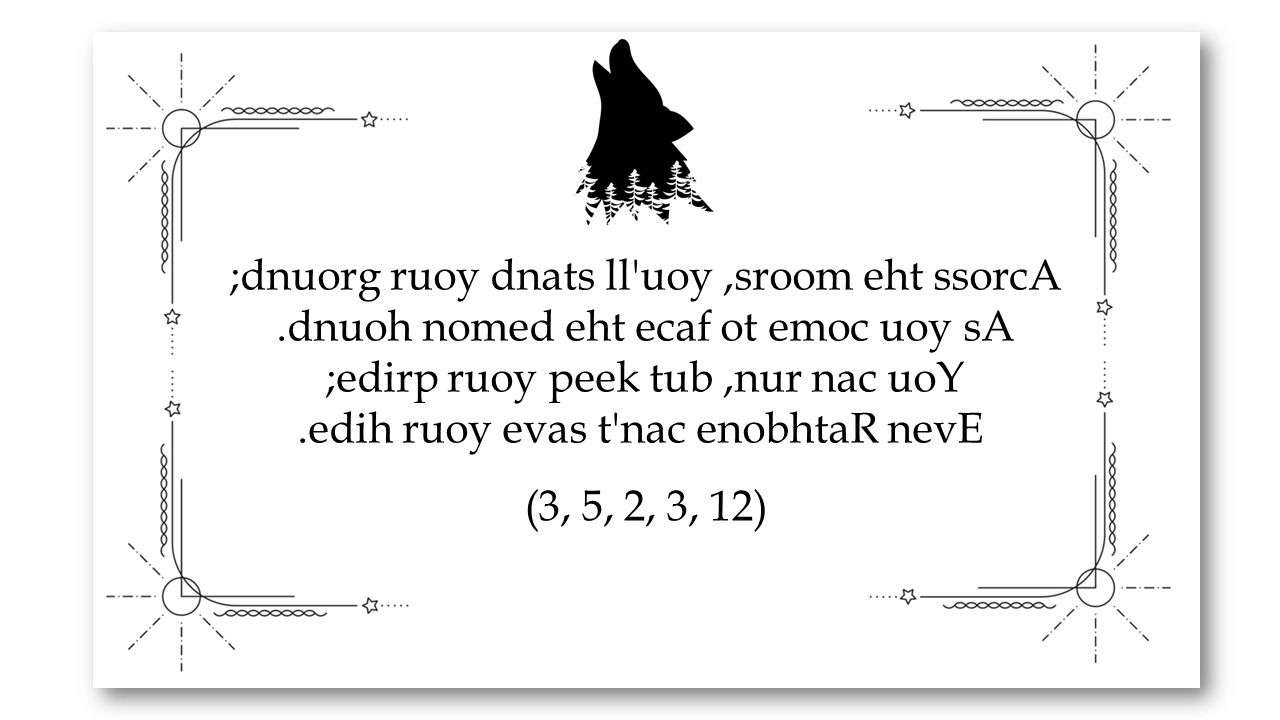 ;dnuorg ruoy dnats ll'uoy ,sroom eht ssorcA
.dnuoh nomed eht ecaf ot emoc uoy sA
;edirp ruoy peek tub ,nur nac uoY
.edih ruoy evas t'nac enobhtaR nevE
(3, 5, 2, 3, 12)